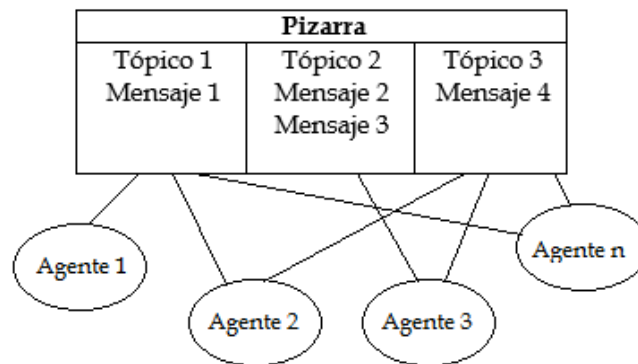 Pizarra
Tópico 1
Mensaje 1
Tópico 2
Mensaje 2
Mensaje 3
Tópico 3
Mensaje 4
Agente 1
Agente 2
Agente 3
Agente n